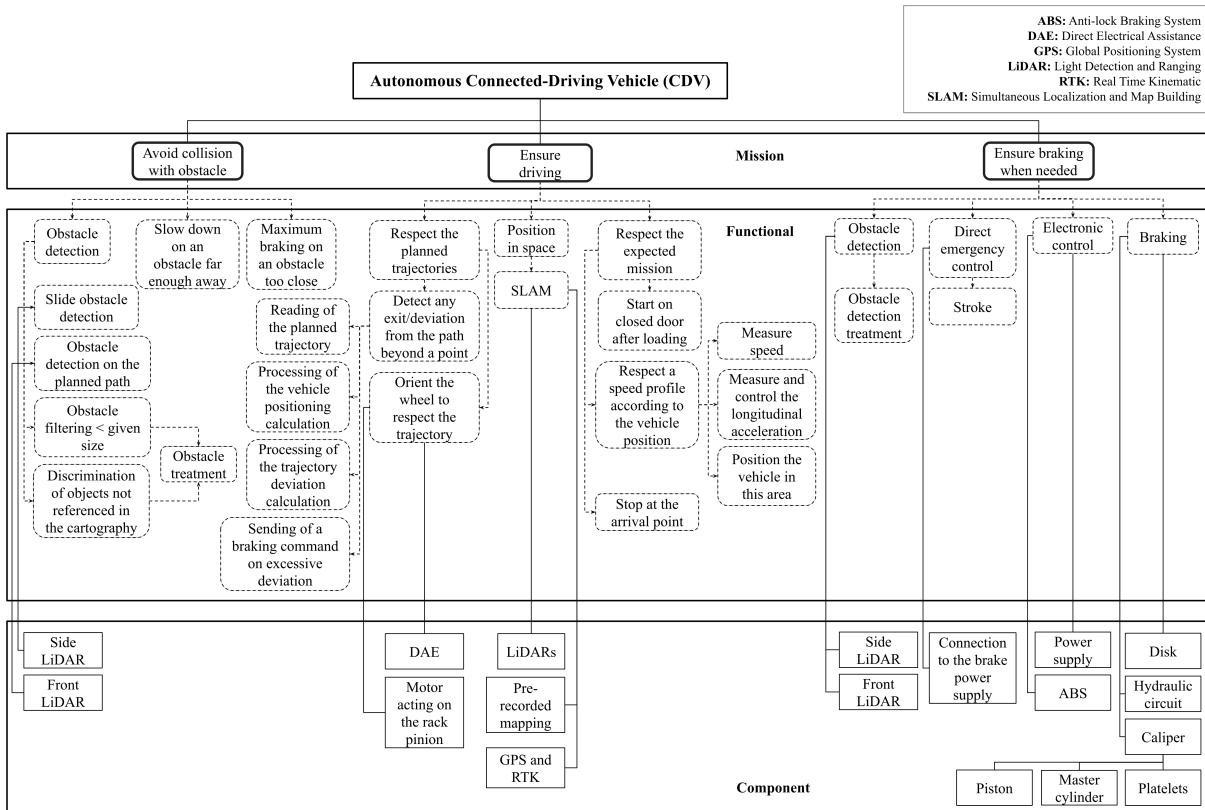 ABS: Anti-lock Braking System
DAE: Direct Electrical Assistance
GPS: Global Positioning System
LiDAR: Light Detection and Ranging
RTK: Real Time Kinematic
SLAM: Simultaneous Localization and Map Building
Autonomous Connected-Driving Vehicle (CDV)
Avoid collision
with obstacle
Ensure
driving
Mission
Ensure braking
when needed
Functional
Obstacle
detection
Slow down
on an
obstacle far
enough away
Maximum
braking on
an obstacle
too close
Respect the
planned
trajectories
Position
in space
Respect the
expected
mission
Obstacle
detection
Direct
emergency
control
Electronic
control
Braking
Slide obstacle
detection
Obstacle
detection on the
planned path
Obstacle
filtering < given
size
Discrimination
of objects not
referenced in
the cartography
Obstacle
treatment
Reading of
the planned
trajectory
Processing of
the vehicle
positioning
calculation
Processing of
the trajectory
deviation
calculation
Sending of a
braking command
on excessive
deviation
Detect any
exit/deviation
from the path
beyond a point
Orient the
wheel to
respect the
trajectory
SLAM
Start on
closed door
after loading
Respect a
speed profile
according to
the vehicle
position
Stop at the
arrival point
Measure
speed
Measure and
control the
longitudinal
acceleration
Position the
vehicle in
this area
Obstacle
detection
treatment
Stroke
Side
LiDAR
Front
LiDAR
DAE
Motor
acting on
the rack
pinion
LiDARs
Pre-
recorded
mapping
GPS and
RTK
Side
LiDAR
Front
LiDAR
Connection
to the brake
power
supply
Power
supply
ABS
Disk
Hydraulic
circuit
Caliper
Component
Piston
Master
cylinder
Platelets